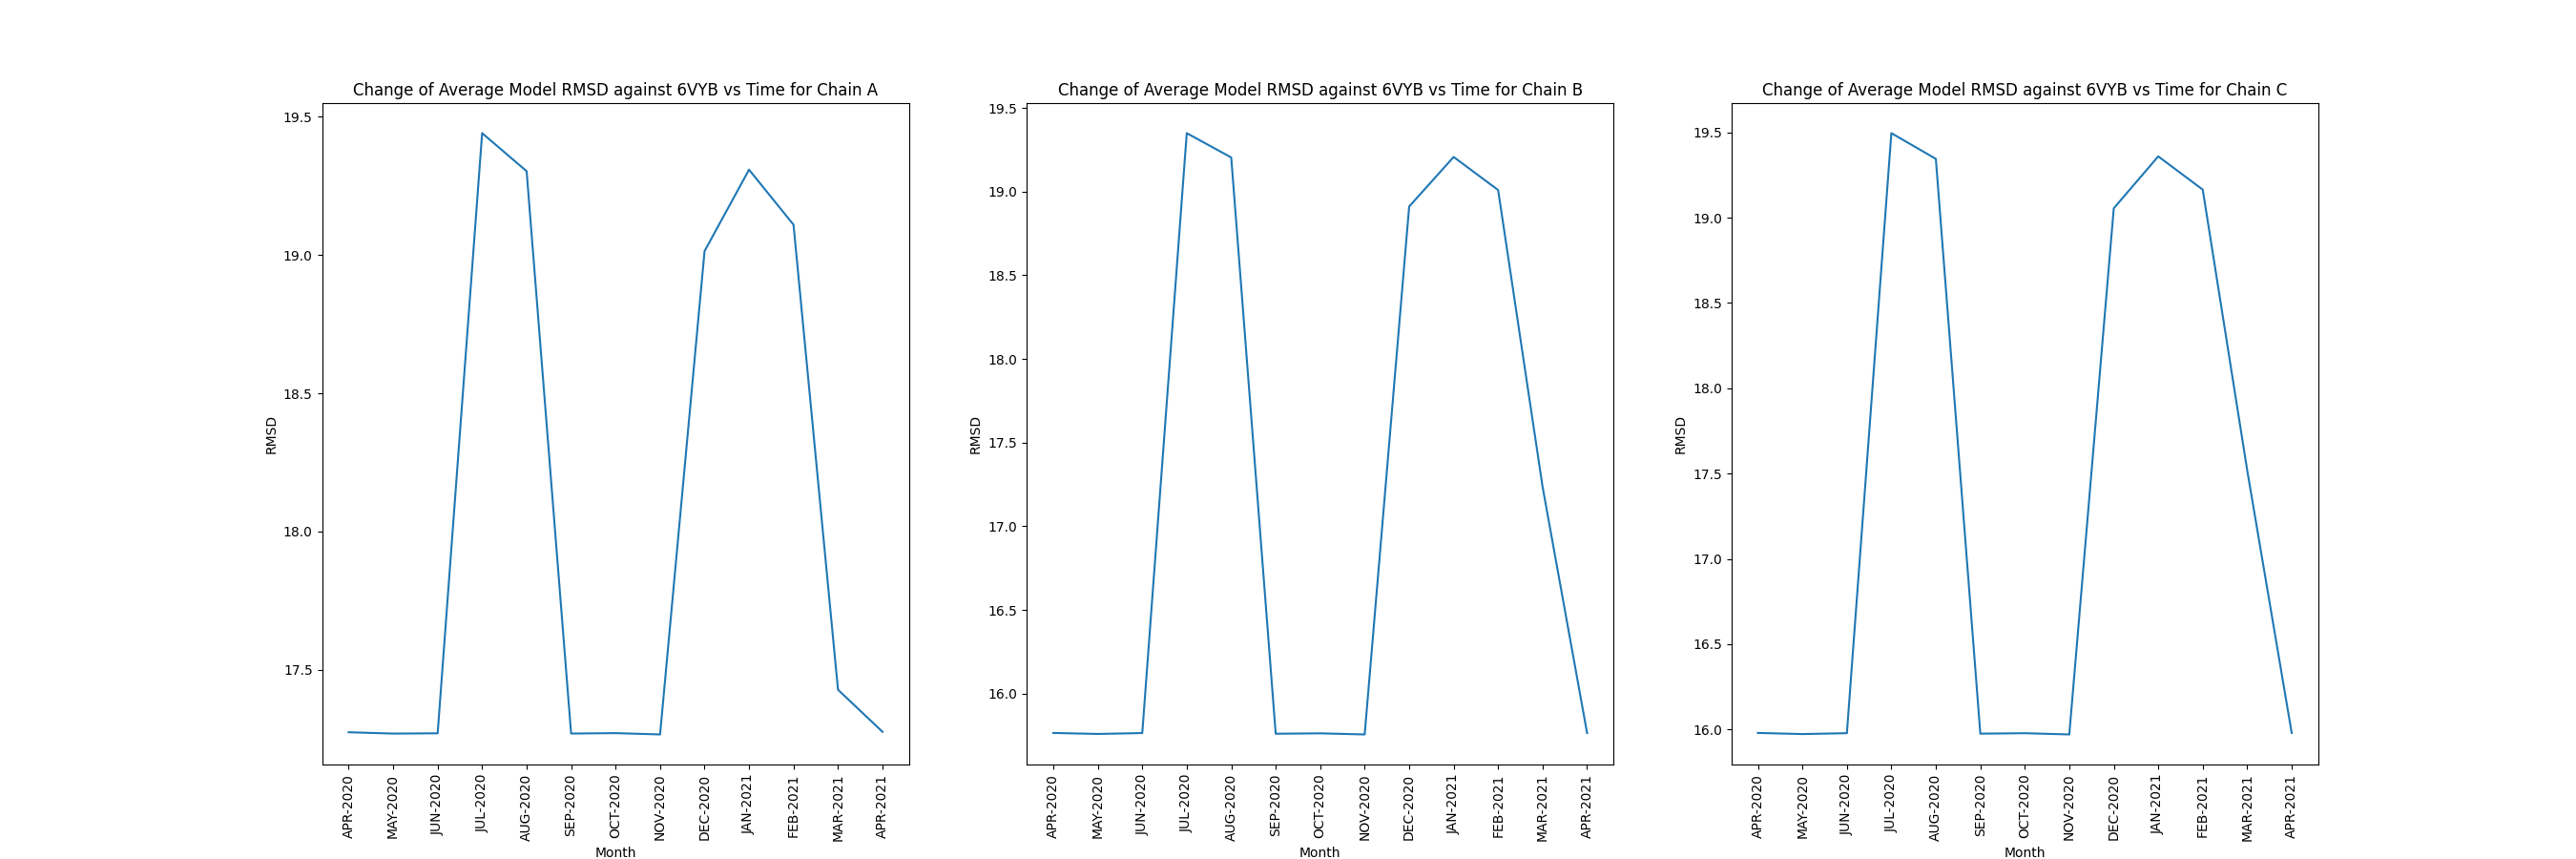 Change of Average Model RMSD against 6VYB vs Time for Chain A
19.5
19.0
18.5
18.0
17.5
RMSD
APR-2020
MAY-2020
JUN-2020
JUL-2020
AUG-2020
SEP-2020
OCT-2020
NOV-2020
DEC-2020
JAN-2021
FEB-2021
MAR-2021
APR-2021
Month
Change of Average Model RMSD against 6VYB vs Time for Chain B
19.5
19.0
18.5
18.0
17.5
17.0
16.5
16.0
RMSD
APR-2020
MAY-2020
JUN-2020
JUL-2020
AUG-2020
SEP-2020
OCT-2020
NOV-2020
DEC-2020
JAN-2021
FEB-2021
MAR-2021
APR-2021
Month
Change of Average Model RMSD against 6VYB vs Time for Chain C
19.5
19.0
18.5
18.0
17.5
17.0
16.5
16.0
RMSD
APR-2020
MAY-2020
JUN-2020
JUL-2020
AUG-2020
SEP-2020
OCT-2020
NOV-2020
DEC-2020
JAN-2021
FEB-2021
MAR-2021
APR-2021
Month